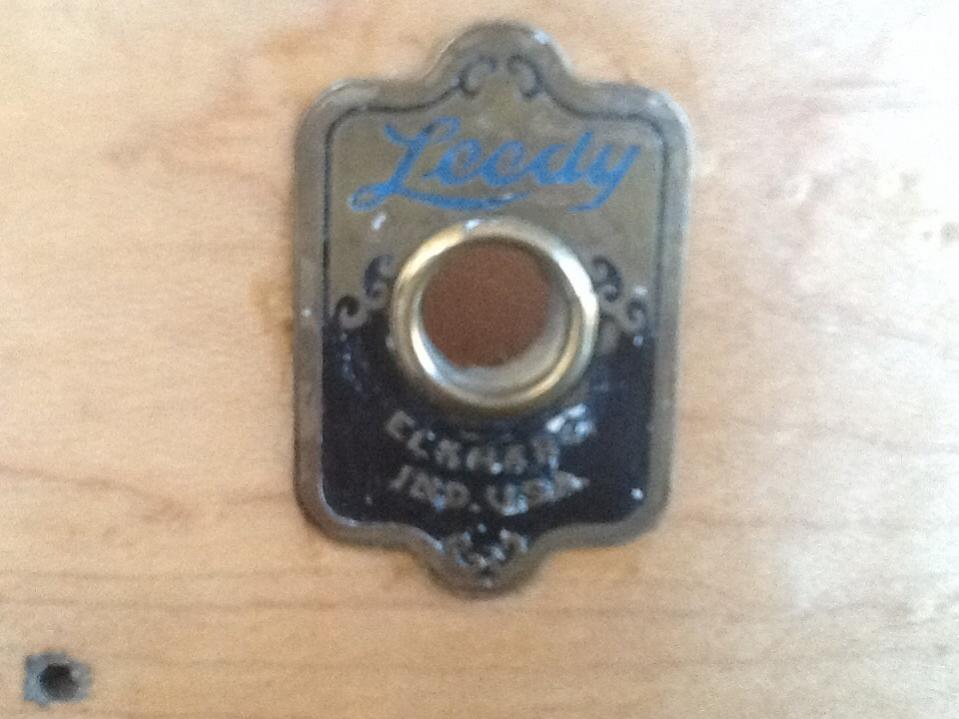 Leedy
ELKHART
IND. U.S.A.